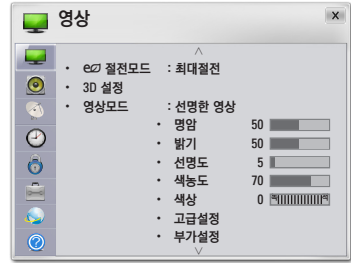 영상
x
· e 절전모드 : 최대절전
· 3D 설정
· 영상모드 : 선명한 영상
· 명암 50
· 밝기 50
· 선명도 5
· 색농도 70
· 색상 0 적 녹
· 고급설정
· 부가설정
?